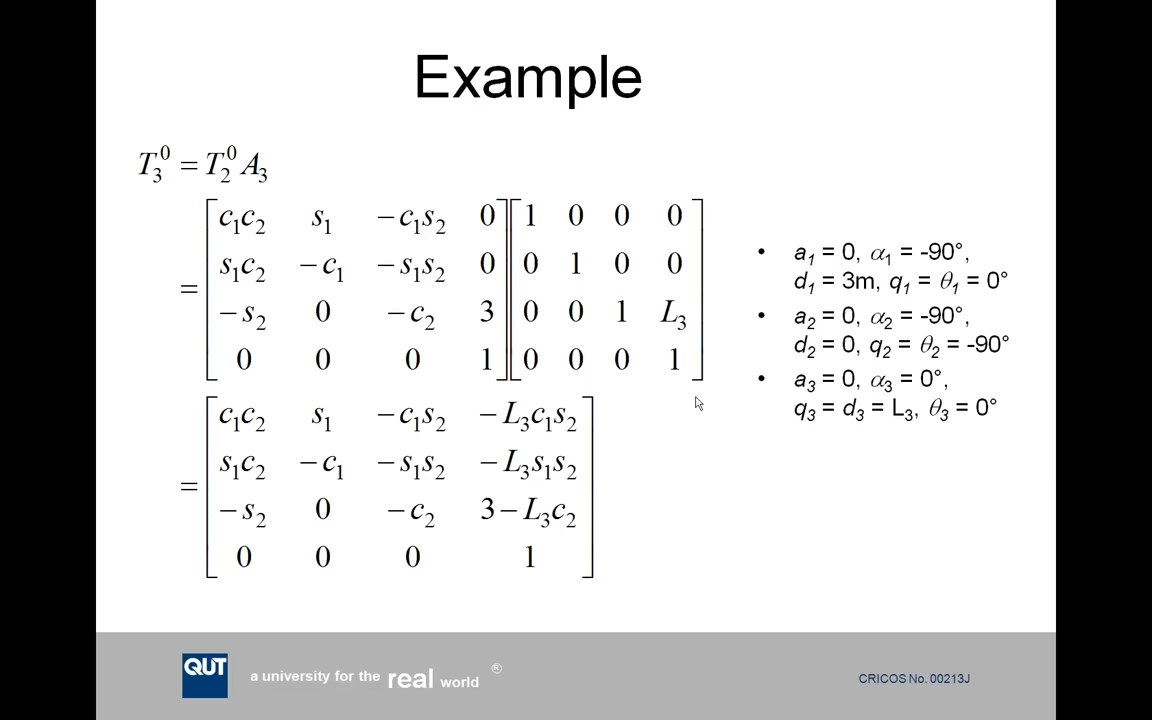 Example
T₃⁰ = T₂⁰A₃
= [c₁c₂ s₁ −c₁s₂ 0] [1 0 0 0]
[s₁c₂ −c₁ −s₁s₂ 0] [0 1 0 0]
[−s₂ 0 −c₂ 3] [0 0 1 L₃]
[0 0 0 1] [0 0 0 1]
= [c₁c₂ s₁ −c₁s₂ −L₃c₁s₂]
[s₁c₂ −c₁ −s₁s₂ −L₃s₁s₂]
[−s₂ 0 −c₂ 3−L₃c₂]
[0 0 0 1]
• a₁ = 0, α₁ = -90°,
d₁ = 3m, q₁ = θ₁ = 0°
• a₂ = 0, α₂ = -90°,
d₂ = 0, q₂ = θ₂ = -90°
• a₃ = 0, α₃ = 0°,
q₃ = d₃ = L₃, θ₃ = 0°
QUT
a university for the real world ®
CRICOS No. 00213J